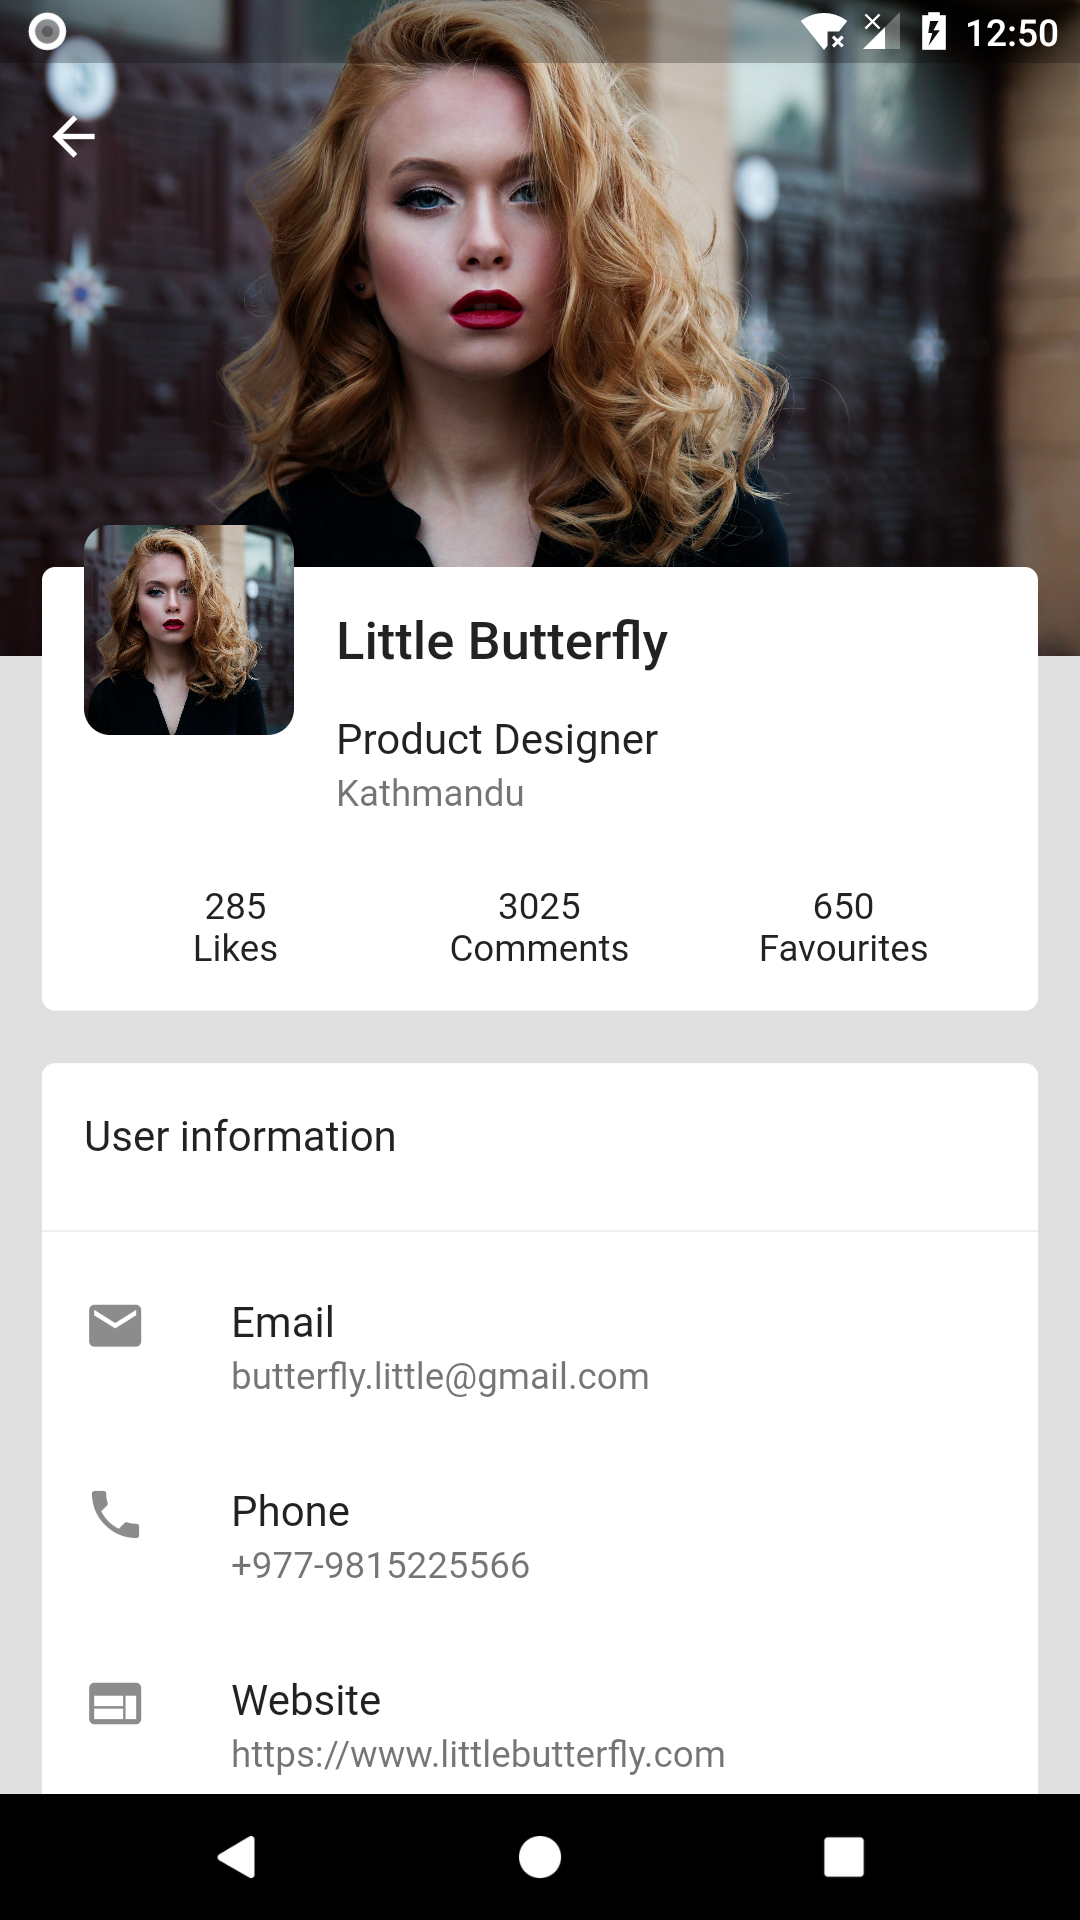 12:50
Little Butterfly
Product Designer
Kathmandu
285 3025 650
Likes Comments Favourites
User information
Email
butterfly.little@gmail.com
Phone
+977-9815225566
Website
https://www.littlebutterfly.com